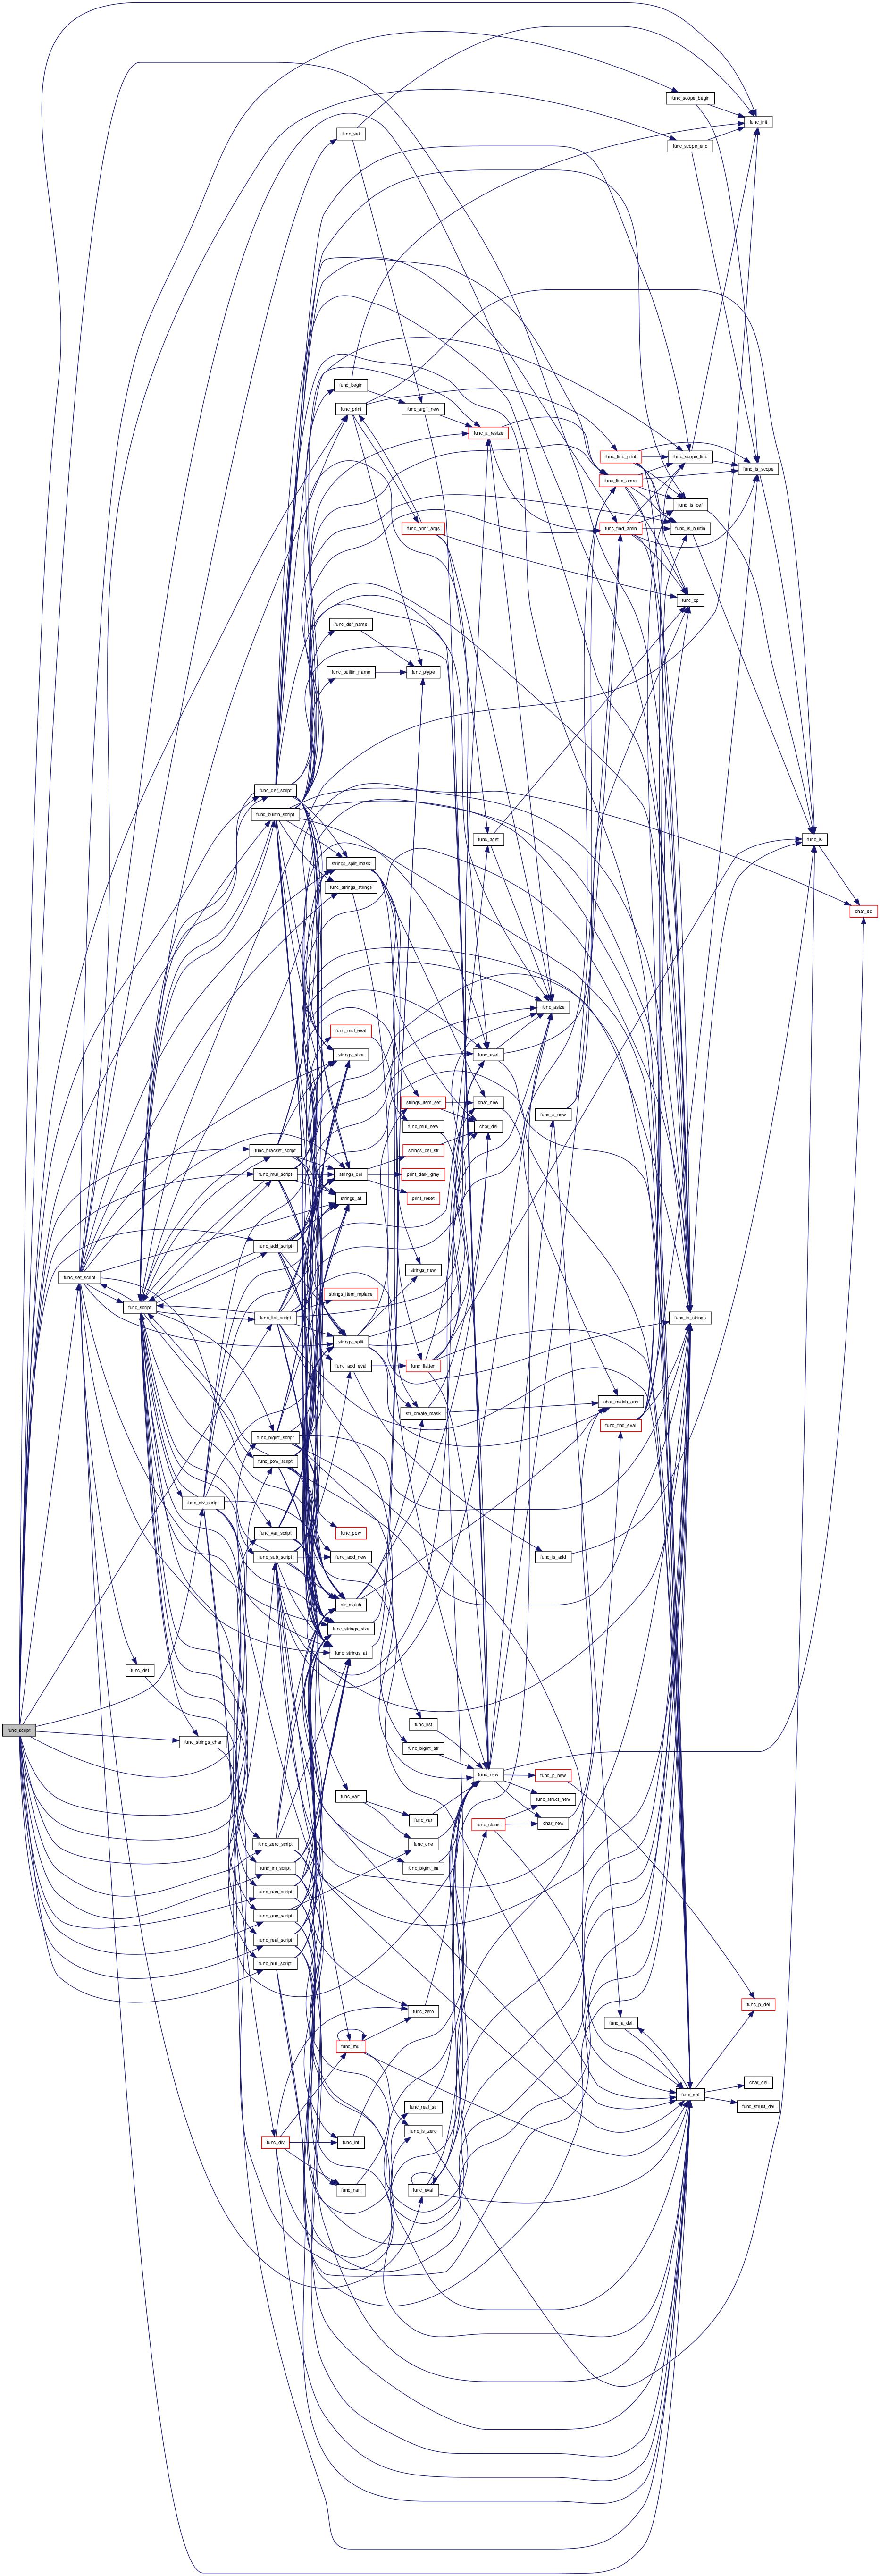 func_scope_begin
func_init
func_set
func_scope_end
func_begin
func_print
func_arg1_new
func_a_resize
func_find_print
func_scope_find
func_is_scope
func_find_amax
func_is_def
func_print_args
func_find_amin
func_is_builtin
func_op
func_def_name
func_builtin_name
func_ptype
func_def_script
func_builtin_script
func_aget
func_is
strings_split_mask
func_strings_strings
char_eq
func_asize
func_mul_eval
strings_size
func_aset
strings_item_set
char_new
func_a_new
func_mul_new
char_del
func_bracket_script
strings_del_str
func_mul_script
strings_del
print_dark_gray
strings_at
print_reset
func_add_script
strings_new
func_set_script
strings_item_replace
func_script
func_list_script
func_is_strings
strings_split
func_add_eval
func_flatten
char_match_any
str_create_mask
func_find_eval
func_bigint_script
func_pow_script
func_div_script
func_var_script
func_pow
func_sub_script
func_add_new
func_is_add
str_match
func_strings_size
func_strings_at
func_def
func_list
func_script
func_strings_char
func_bigint_str
func_new
func_p_new
func_var1
func_struct_new
func_var
func_clone
char_new
func_zero_script
func_one
func_int_script
func_bigint_int
func_nan_script
func_one_script
func_real_script
func_null_script
func_zero
func_p_del
func_a_del
func_mul
func_is_zero
func_real_str
func_div
func_inf
func_nan
func_eval
func_del
char_del
func_struct_del